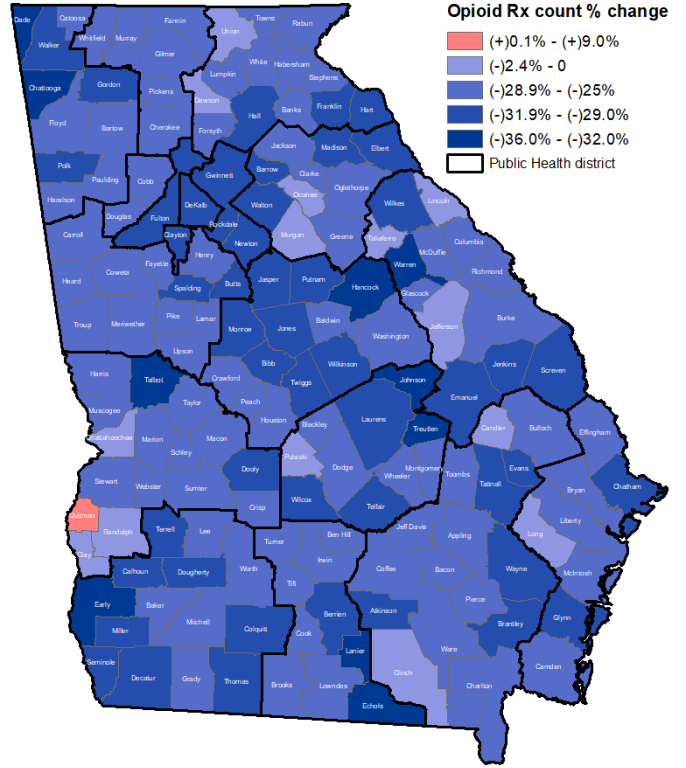 Opioid Rx count % change
(+)0.1% - (+)9.0%
(-)2.4% - 0
(-)28.9% - (-)25%
(-)31.9% - (-)29.0%
(-)36.0% - (-)32.0%
Public Health district
Dade
Catoosa
Fannin
Towns
Rabun
Union
Walker
Whitfield
Murray
Gilmer
White
Habersham
Lumpkin
Stephens
Chattooga
Gordon
Pickens
Dawson
Banks
Franklin
Hart
Floyd
Bartow
Cherokee
Forsyth
Hall
Jackson
Madison
Elbert
Polk
Paulding
Cobb
Gwinnett
Barrow
Clarke
Oglethorpe
Oconee
Haralson
Douglas
Fulton
DeKalb
Walton
Wilkes
Lincoln
Carroll
Clayton
Rockdale
Newton
Morgan
Greene
Taliaferro
McDuffie
Columbia
Fayette
Henry
Heard
Coweta
Spalding
Butts
Jasper
Putnam
Hancock
Warren
Richmond
Glascock
Troup
Meriwether
Pike
Lamar
Monroe
Jones
Baldwin
Washington
Jefferson
Burke
Upson
Harris
Talbot
Crawford
Bibb
Twiggs
Wilkinson
Johnson
Jenkins
Screven
Emanuel
Muscogee
Taylor
Peach
Houston
Laurens
Treutlen
Chattahoochee
Marion
Macon
Schley
Bleckley
Pulaski
Dodge
Wheeler
Montgomery
Candler
Bulloch
Effingham
Stewart
Webster
Sumter
Dooly
Crisp
Wilcox
Telfair
Toombs
Tattnall
Evans
Bryan
Chatham
Quitman
Randolph
Terrell
Lee
Turner
Ben Hill
Jeff Davis
Appling
Long
Liberty
Clay
Calhoun
Dougherty
Worth
Tift
Irwin
Coffee
Bacon
Wayne
McIntosh
Early
Baker
Mitchell
Colquitt
Berrien
Atkinson
Pierce
Brantley
Glynn
Miller
Cook
Lanier
Ware
Seminole
Decatur
Grady
Thomas
Brooks
Lowndes
Clinch
Charlton
Camden
Echols